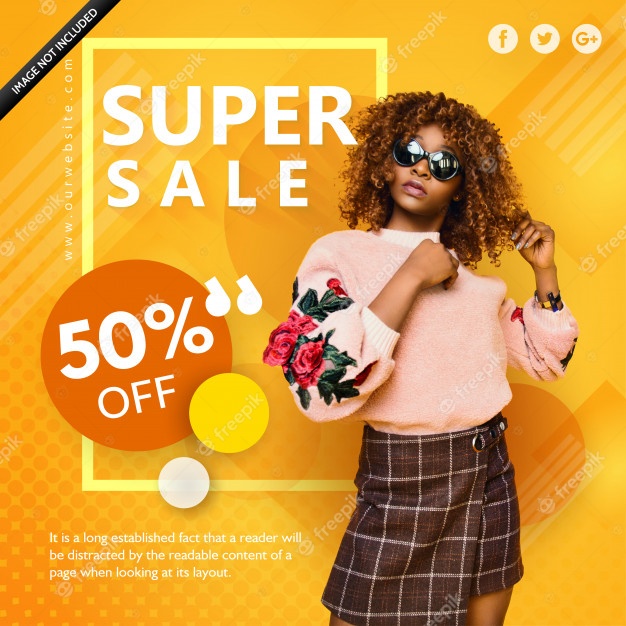 IMAGE NOT INCLUDED
www.ourwebsite.com
SUPER
SALE
50%
OFF
It is a long established fact that a reader will
be distracted by the readable content of a
page when looking at its layout.
f
G+
freepik